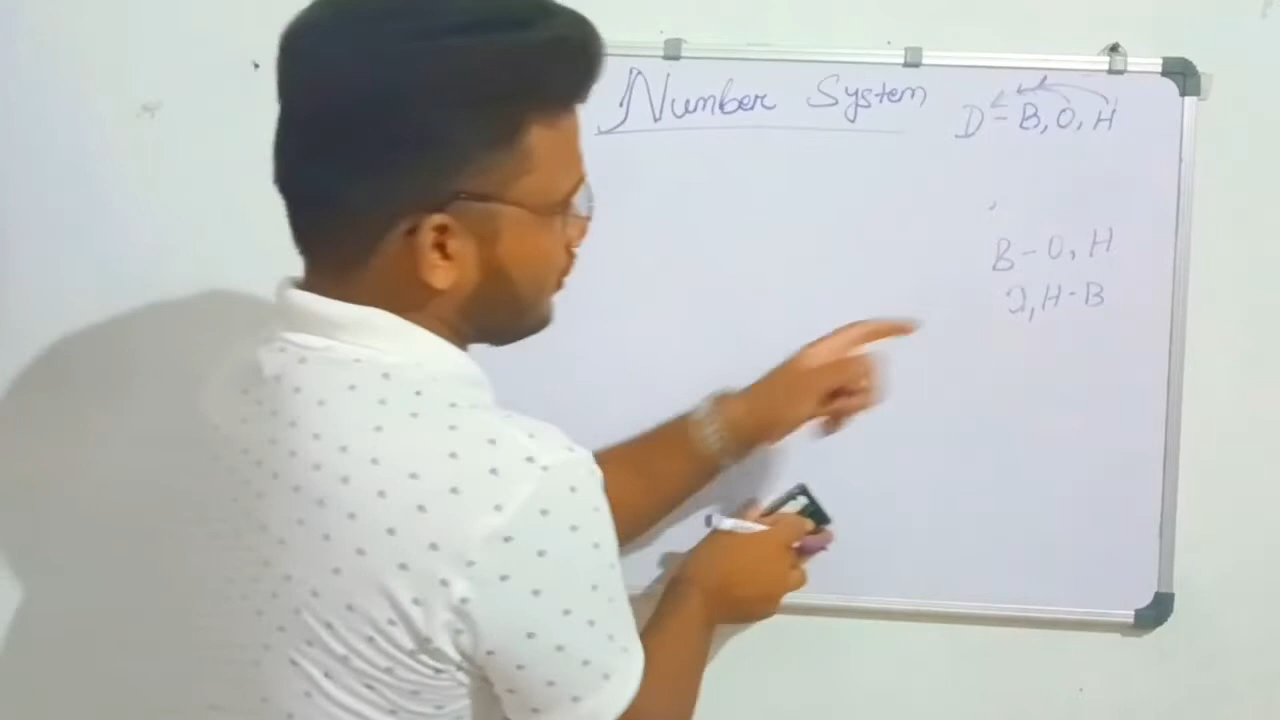 Number System
D - B, O, H
B - O, H
O, H - B